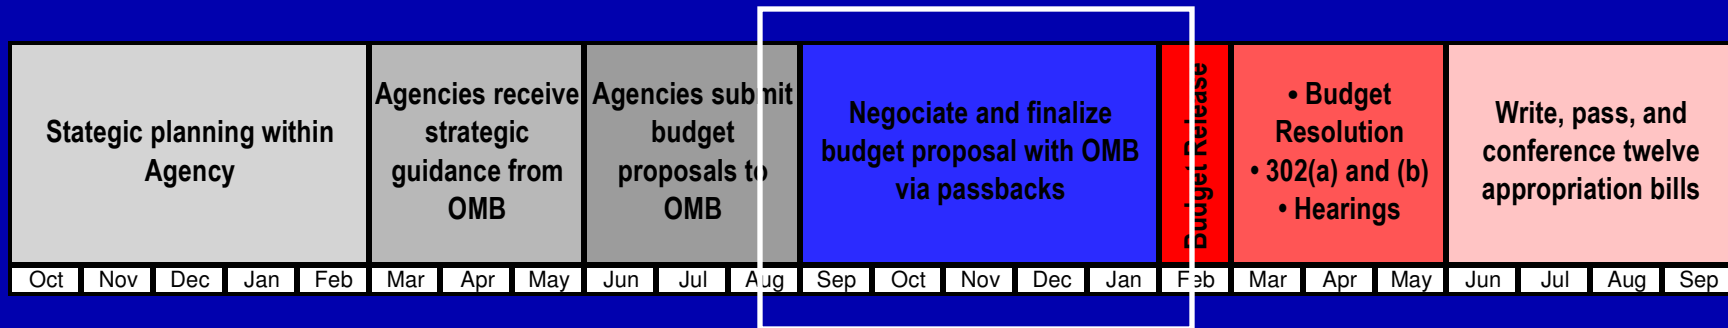 Stategic planning within
Agency
Agencies receive
strategic
guidance from
OMB
Agencies submit
budget
proposals to
OMB
Negociate and finalize
budget proposal with OMB
via passbacks
Budget Release
• Budget
Resolution
• 302(a) and (b)
• Hearings
Write, pass, and
conference twelve
appropriation bills
Oct Nov Dec Jan Feb Mar Apr May Jun Jul Aug Sep Oct Nov Dec Jan Feb Mar Apr May Jun Jul Aug Sep